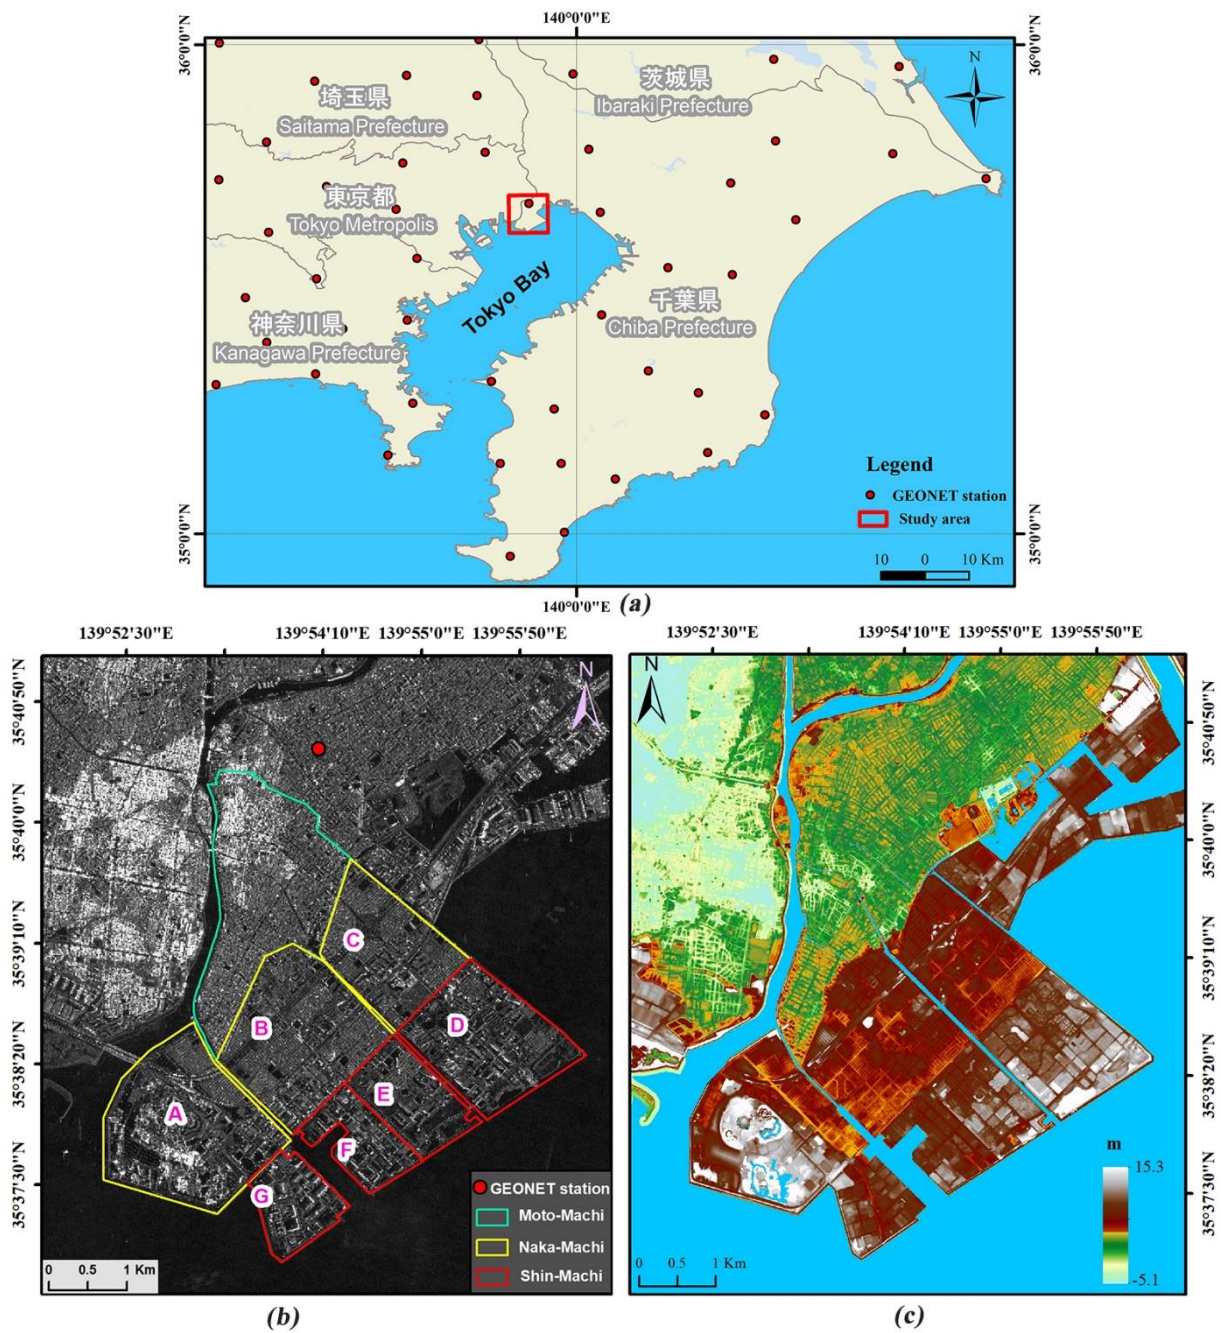 140°0'0"E
36°0'0"N
36°0'0"N
N
埼玉県
Saitama Prefecture
茨城県
Ibaraki Prefecture
東京都
Tokyo Metropolis
Tokyo Bay
千葉県
Chiba Prefecture
神奈川県
Kanagawa Prefecture
Legend
GEONET station
Study area
35°0'0"N
35°0'0"N
10 0 10 Km
140°0'0"E
(a)
139°52'30"E 139°54'10"E 139°55'0"E 139°55'50"E
35°40'50"N
35°40'0"N
35°39'10"N
35°38'20"N
35°37'30"N
N
C
B
D
E
A
F
G
GEONET station
Moto-Machi
Naka-Machi
Shin-Machi
0 0.5 1 Km
(b)
139°52'30"E 139°54'10"E 139°55'0"E 139°55'50"E
N
35°40'50"N
35°40'0"N
35°39'10"N
35°38'20"N
35°37'30"N
m
15.3
-5.1
0 0.5 1 Km
(c)